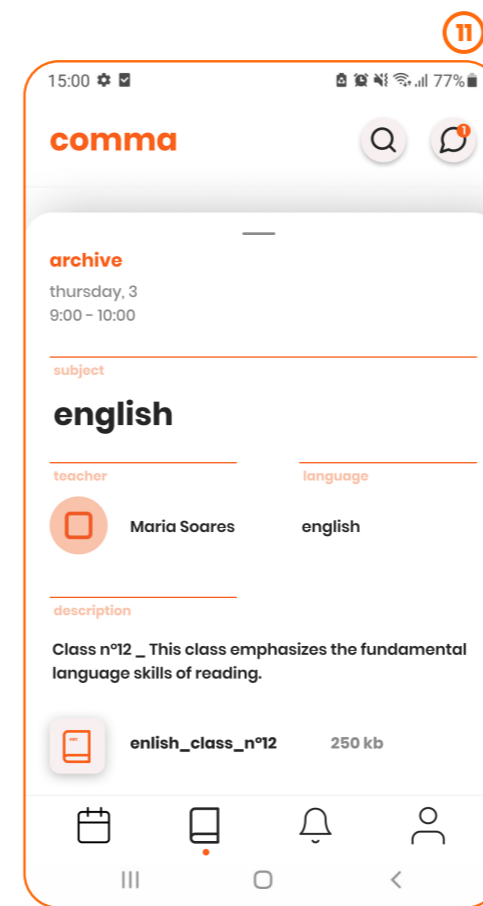 11
15:00 77%
comma
1
archive
thursday, 3
9:00 - 10:00
subject
english
teacher language
Maria Soares english
description
Class nº12 _ This class emphasizes the fundamental
language skills of reading.
enlish_class_nº12 250 kb